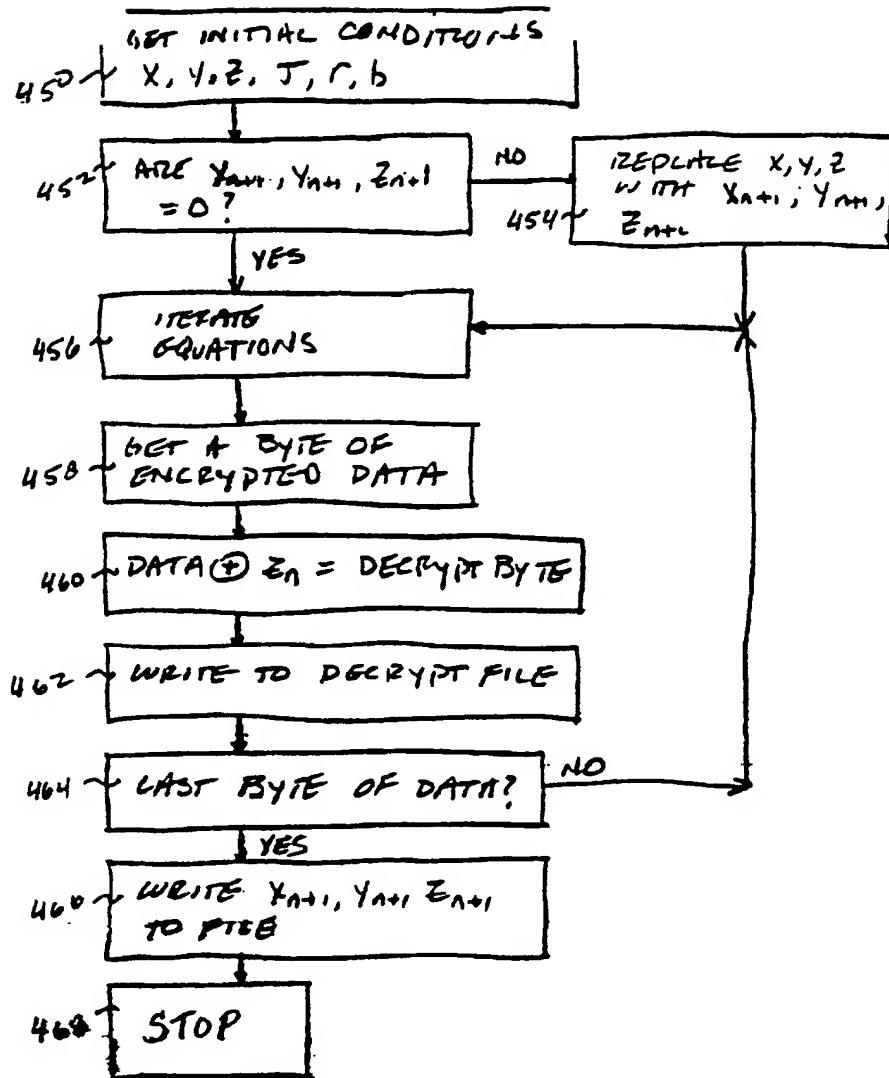 GET INITIAL CONDITIONS
450 X, Y, Z, J, r, b
452 ARE Xn+1, Yn+1, Zn+1
= 0?
NO
REPLACE X, Y, Z
WITH Xn+1, Yn+1,
454 Zn+1
YES
456 ITERATE
EQUATIONS
458 GET A BYTE OF
ENCRYPTED DATA
460 DATA ⊕ Zn = DECRYPT BYTE
462 WRITE TO DECRYPT FILE
464 LAST BYTE OF DATA?
NO
YES
WRITE Xn+1, Yn+1 Zn+1
TO FILE
468 STOP